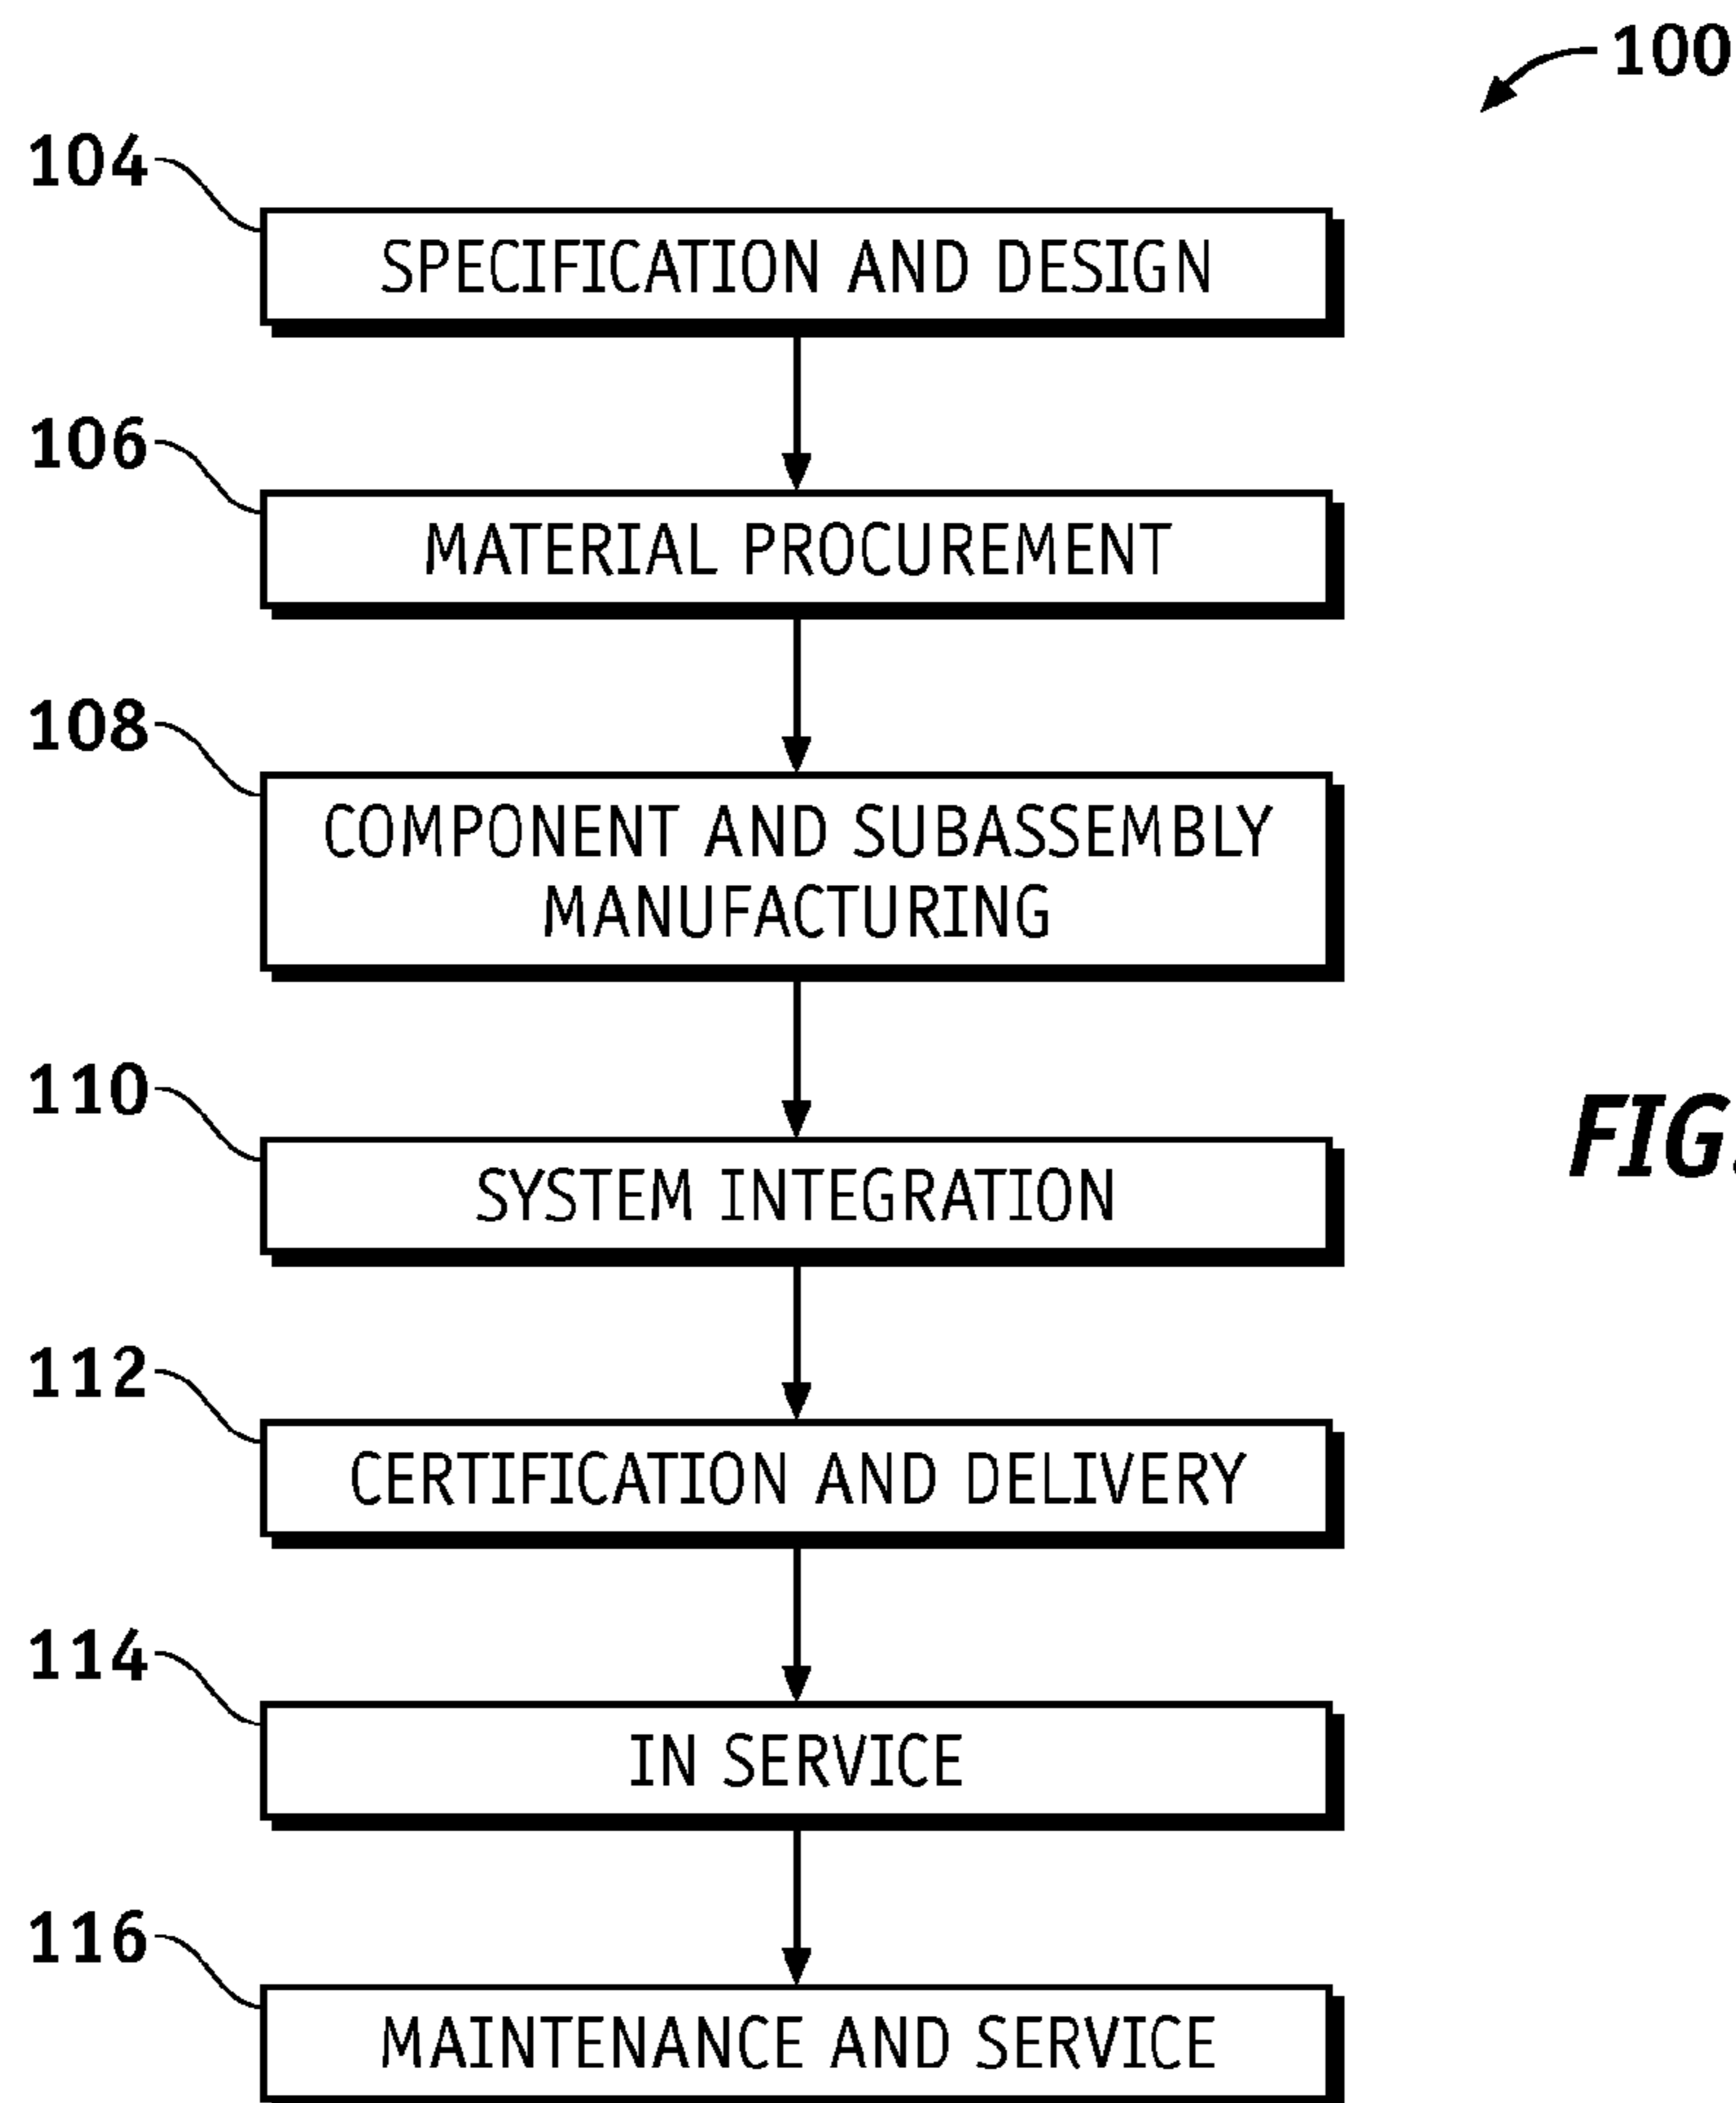 100
104
SPECIFICATION AND DESIGN
106
MATERIAL PROCUREMENT
108
COMPONENT AND SUBASSEMBLY
MANUFACTURING
110
SYSTEM INTEGRATION
FIG.
112
CERTIFICATION AND DELIVERY
114
IN SERVICE
116
MAINTENANCE AND SERVICE